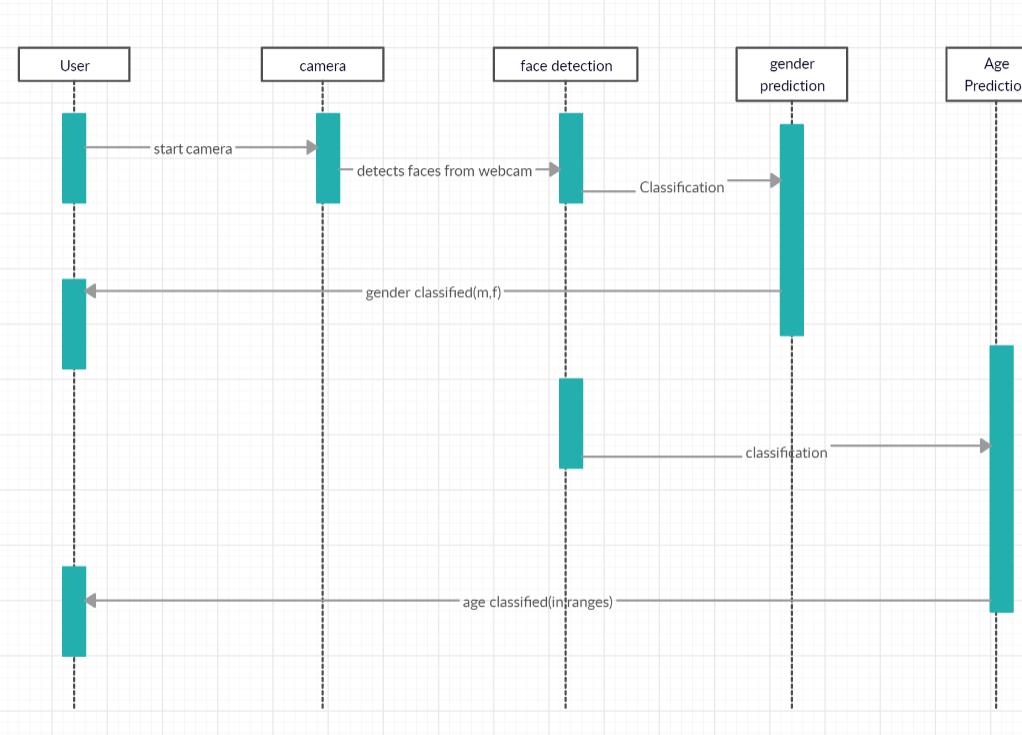 User
camera
face detection
gender
prediction
Age
Predictio
start camera
detects faces from webcam
Classification
gender classified(m,f)
classification
age classified(in ranges)